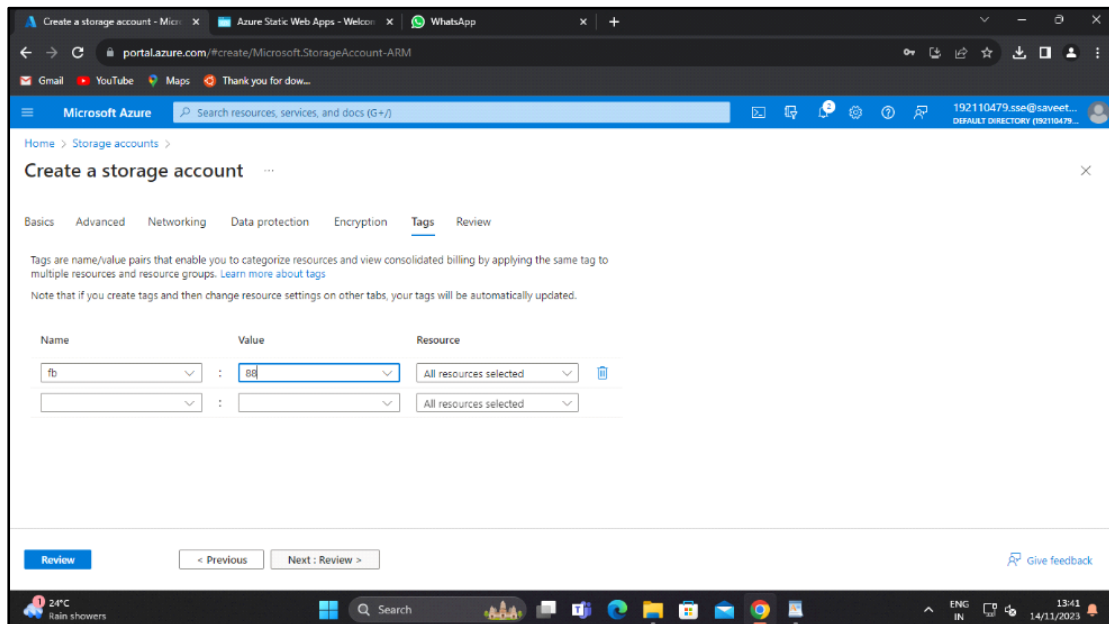 Create a storage account - Micr
Azure Static Web Apps - Welcon
WhatsApp
portal.azure.com/#create/Microsoft.StorageAccount-ARM
Gmail YouTube Maps Thank you for dow...
Microsoft Azure
Search resources, services, and docs (G+/)
2
192110479.sse@saveet...
DEFAULT DIRECTORY (192110479...
Home > Storage accounts >
Create a storage account ...
Basics Advanced Networking Data protection Encryption Tags Review
Tags are name/value pairs that enable you to categorize resources and view consolidated billing by applying the same tag to
multiple resources and resource groups. Learn more about tags
Note that if you create tags and then change resource settings on other tabs, your tags will be automatically updated.
Name Value Resource
fb : 88 All resources selected
: All resources selected
Review < Previous Next : Review > Give feedback
1
24°C
Rain showers
Search
ENG
IN
13:41
14/11/2023